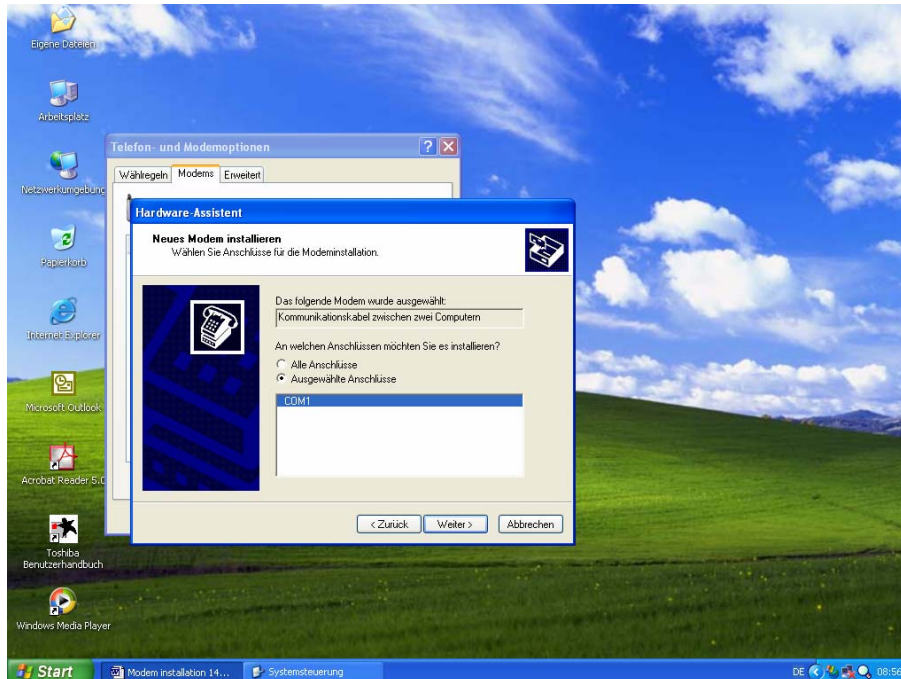 Eigene Dateien
Arbeitsplatz
Netzwerkumgebung
Papierkorb
Internet Explorer
Microsoft Outlook
Acrobat Reader 5.0
Toshiba
Benutzerhandbuch
Windows Media Player
Telefon- und Modemoptionen
Wählregeln Modems Erweitert
Hardware-Assistent
Neues Modem installieren
Wählen Sie Anschlüsse für die Modeminstallation.
Das folgende Modem wurde ausgewählt:
Kommunikationskabel zwischen zwei Computern
An welchen Anschlüssen möchten Sie es installieren?
Alle Anschlüsse
Ausgewählte Anschlüsse
COM1
< Zurück Weiter > Abbrechen
Start Modem installation 14... Systemsteuerung DE 08:56